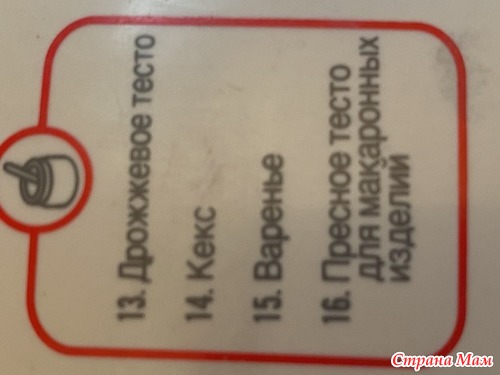 13. Дрожжевое тесто
14. Кекс
15. Варенье
16. Пресное тесто
для макаронных
изделий
Страна Мам